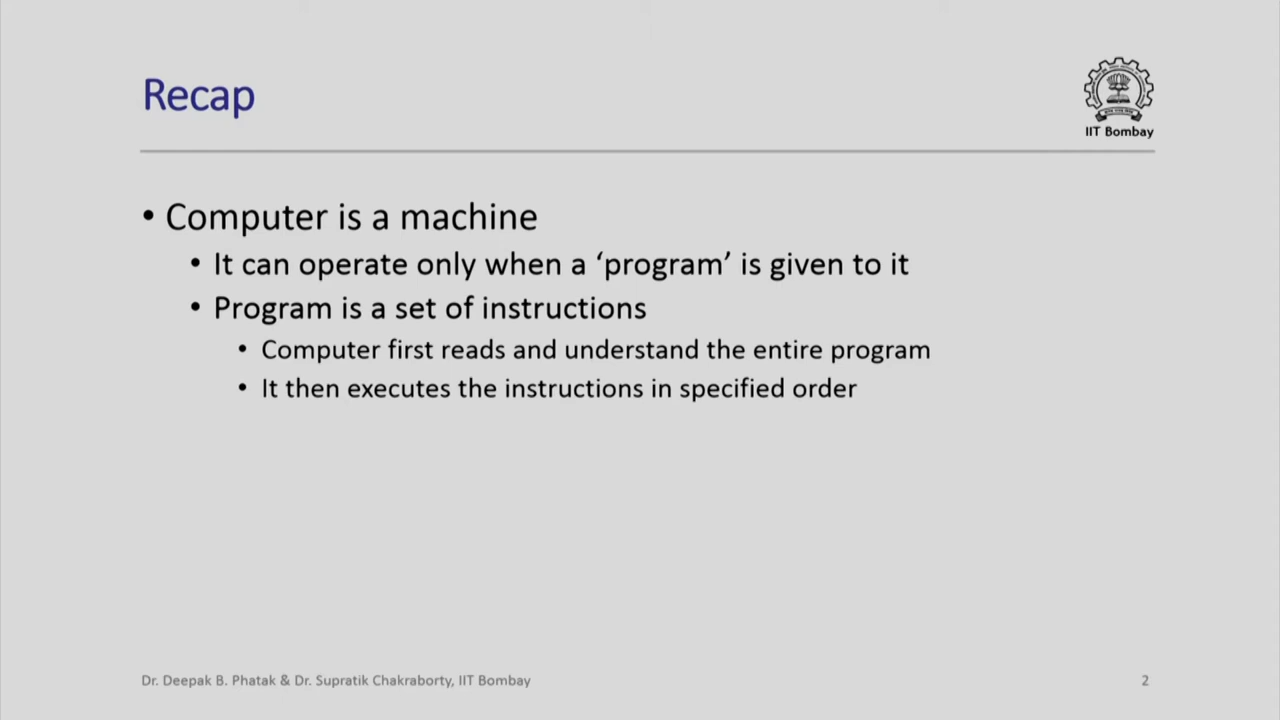 Recap
IIT Bombay
• Computer is a machine
• It can operate only when a ‘program’ is given to it
• Program is a set of instructions
• Computer first reads and understand the entire program
• It then executes the instructions in specified order
Dr. Deepak B. Phatak & Dr. Supratik Chakraborty, IIT Bombay
2